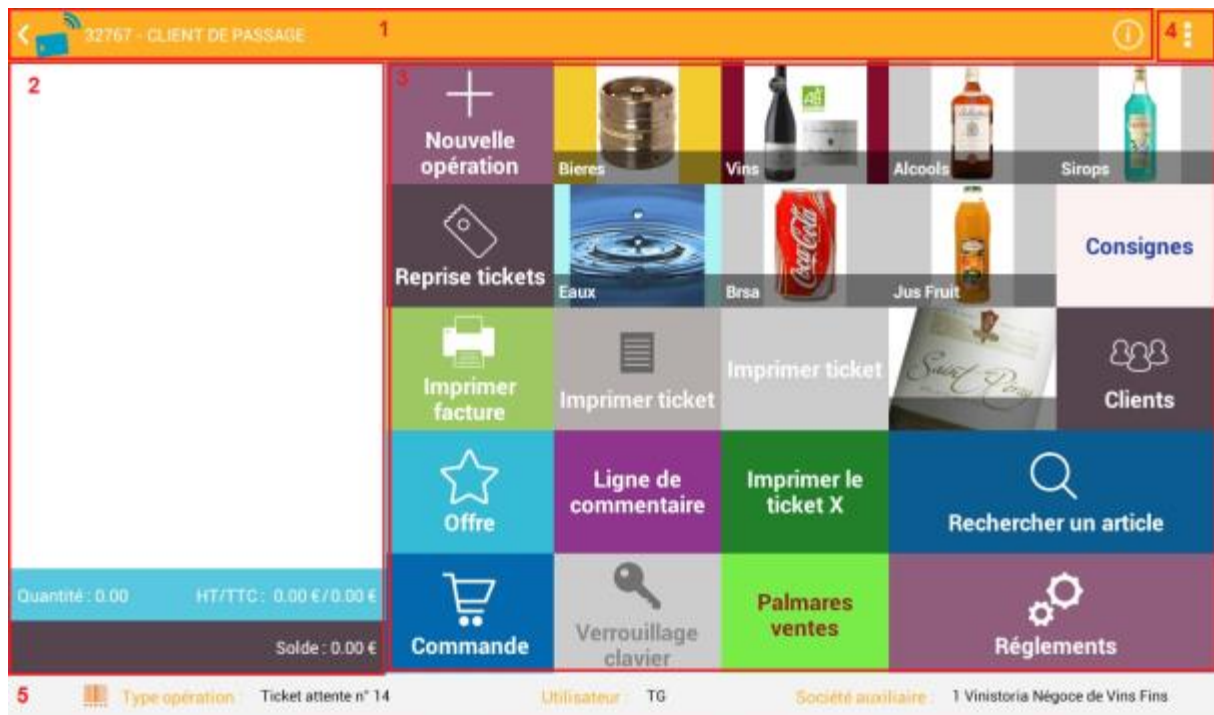 32767 - CLIENT DE PASSAGE
1
4
2
3
Nouvelle
opération
Bieres
Vins
Alcools
Sirops
Reprise tickets
Eaux
Brsa
Coca-Cola
Jus Fruit
Consignes
Imprimer
facture
Imprimer ticket
Imprimer ticket
Clients
Offre
Ligne de
commentaire
Imprimer le
ticket X
Rechercher un article
Quantité : 0.00 HT/TTC : 0.00 €/0.00 €
Solde : 0.00 €
Commande
Verrouillage
clavier
Palmares
ventes
Réglements
5 Type opération : Ticket attente n° 14 Utilisateur : TG Société auxiliaire : 1 Vinistoria Négoce de Vins Fins